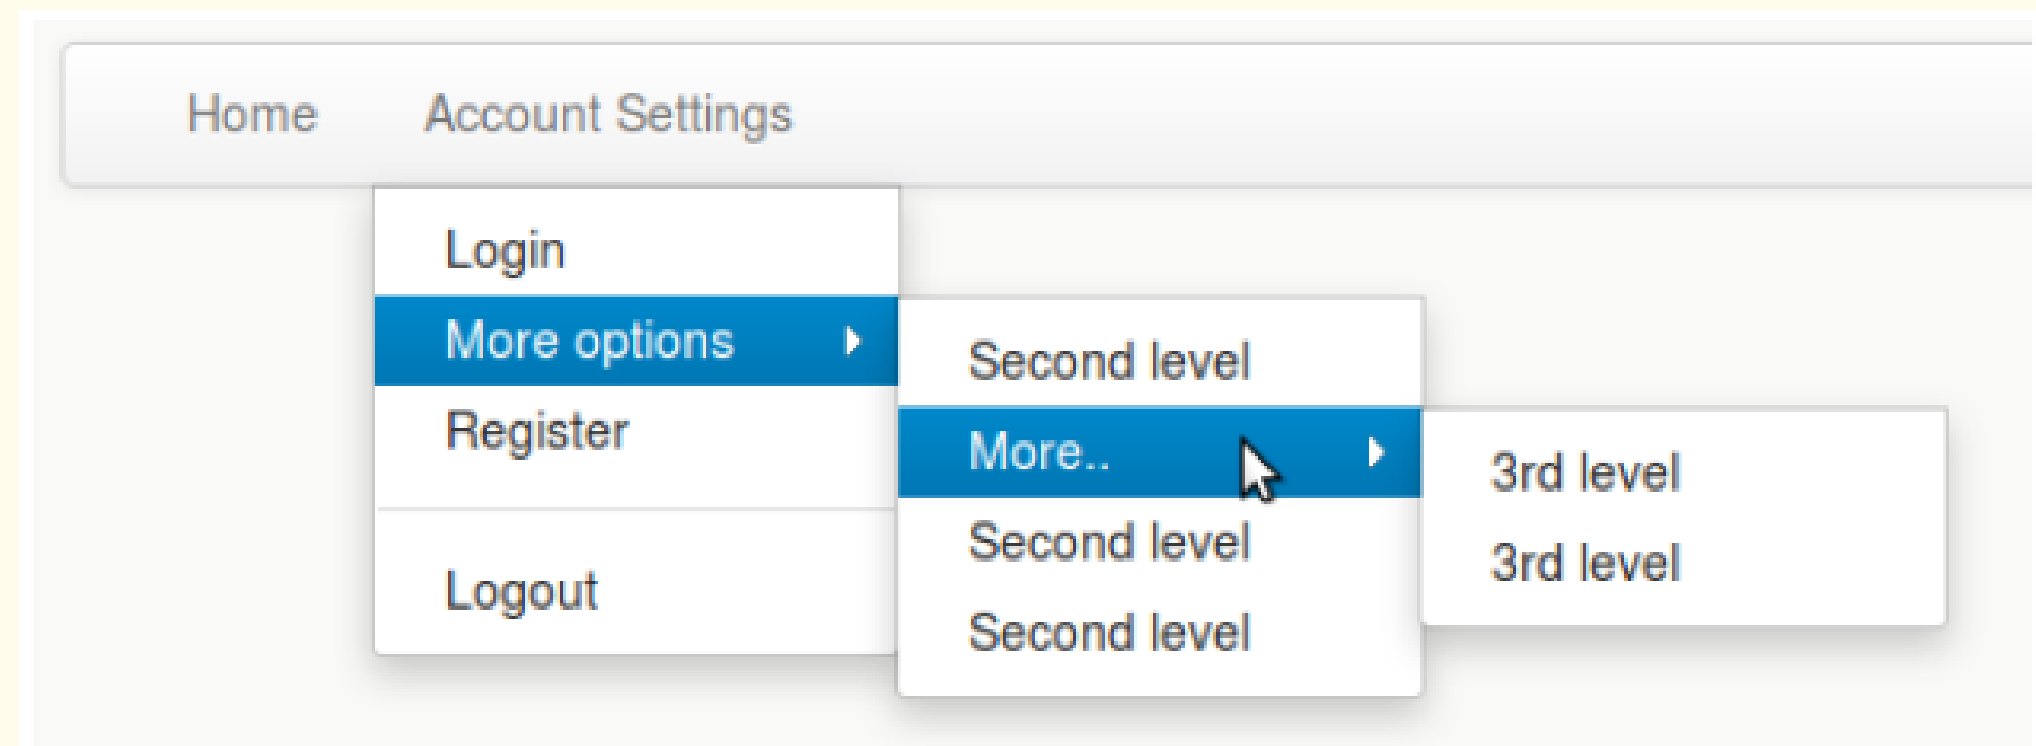 Home Account Settings
Login
More options
Register
Logout
Second level
More..
Second level
Second level
3rd level
3rd level